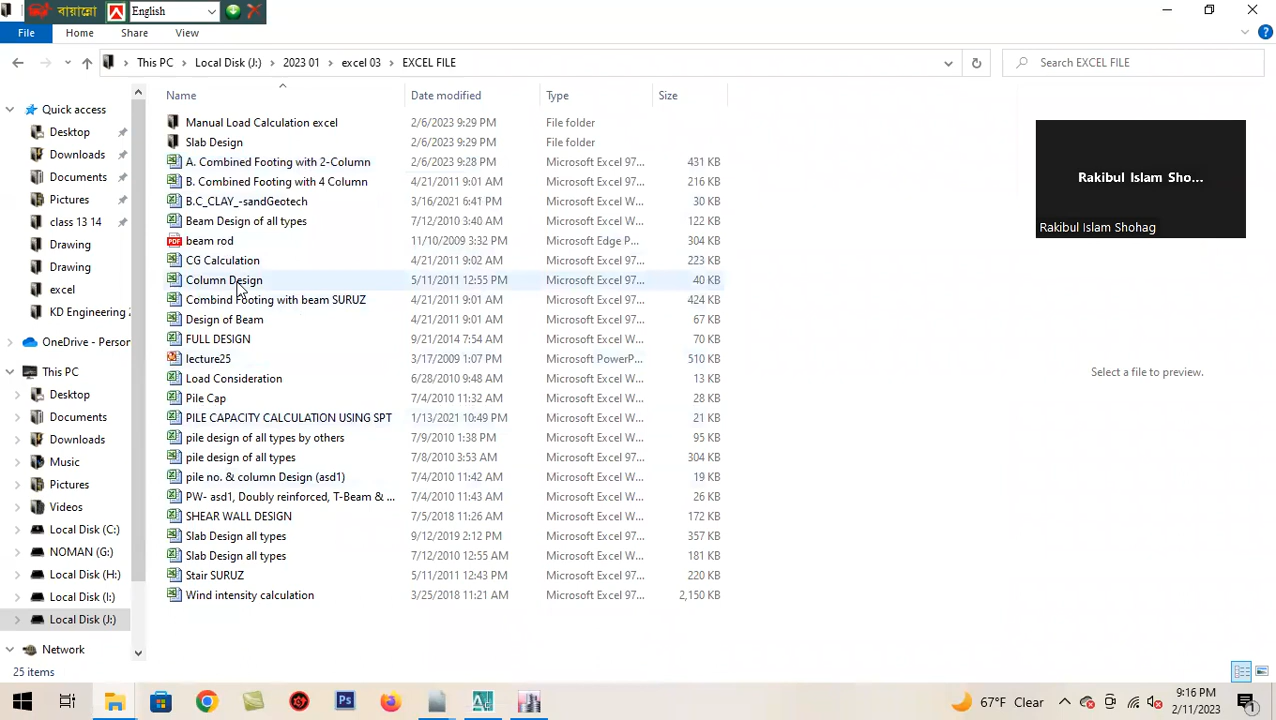 বায়ান্নো English
File Home Share View
This PC Local Disk (J:) 2023 01 excel 03 EXCEL FILE Search EXCEL FILE
Name Date modified Type Size
Quick access
Desktop
Downloads
Documents
Pictures
class 13 14
Drawing
Drawing
excel
KD Engineering 2
OneDrive - Person
This PC
Desktop
Documents
Downloads
Music
Pictures
Videos
Local Disk (C:)
NOMAN (G:)
Local Disk (H:)
Local Disk (I:)
Local Disk (J:)
Network
Manual Load Calculation excel 2/6/2023 9:29 PM File folder
Slab Design 2/6/2023 9:29 PM File folder
A. Combined Footing with 2-Column 2/6/2023 9:28 PM Microsoft Excel 97... 431 KB
B. Combined Footing with 4 Column 4/21/2011 9:01 AM Microsoft Excel 97... 216 KB
B.C_CLAY_-sandGeotech 3/16/2021 6:41 PM Microsoft Excel 97... 30 KB
Beam Design of all types 7/12/2010 3:40 AM Microsoft Excel W... 122 KB
beam rod 11/10/2009 3:32 PM Microsoft Edge P... 304 KB
CG Calculation 4/21/2011 9:02 AM Microsoft Excel 97... 223 KB
Column Design 5/11/2011 12:55 PM Microsoft Excel 97... 40 KB
Combind Footing with beam SURUZ 4/21/2011 9:01 AM Microsoft Excel 97... 424 KB
Design of Beam 4/21/2011 9:01 AM Microsoft Excel 97... 67 KB
FULL DESIGN 9/21/2014 7:54 AM Microsoft Excel 97... 70 KB
lecture25 3/17/2009 1:07 PM Microsoft PowerP... 510 KB
Load Consideration 6/28/2010 9:48 AM Microsoft Excel W... 13 KB
Pile Cap 7/4/2010 11:32 AM Microsoft Excel W... 28 KB
PILE CAPACITY CALCULATION USING SPT 1/13/2021 10:49 PM Microsoft Excel W... 21 KB
pile design of all types by others 7/9/2010 1:38 PM Microsoft Excel W... 95 KB
pile design of all types 7/8/2010 3:53 AM Microsoft Excel 97... 304 KB
pile no. & column Design (asd1) 7/4/2010 11:42 AM Microsoft Excel W... 19 KB
PW- asd1, Doubly reinforced, T-Beam & ... 7/4/2010 11:43 AM Microsoft Excel W... 26 KB
SHEAR WALL DESIGN 7/5/2018 11:26 AM Microsoft Excel 97... 172 KB
Slab Design all types 9/12/2019 2:12 PM Microsoft Excel 97... 357 KB
Slab Design all types 7/12/2010 12:55 AM Microsoft Excel W... 181 KB
Stair SURUZ 5/11/2011 12:43 PM Microsoft Excel 97... 220 KB
Wind intensity calculation 3/25/2018 11:21 AM Microsoft Excel 97... 2,150 KB
Rakibul Islam Sho...
Rakibul Islam Shohag
Select a file to preview.
25 items
67°F Clear
9:16 PM
2/11/2023